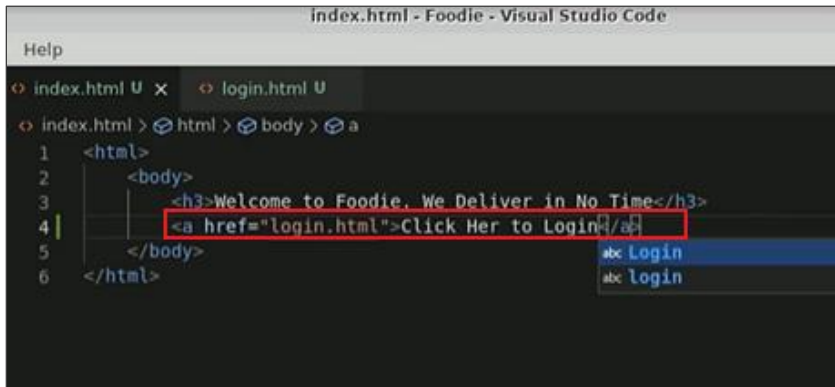 index.html - Foodie - Visual Studio Code
Help
<> index.html U × <> login.html U
<> index.html > html > body > a
1 <html>
2 <body>
3 <h3>Welcome to Foodie. We Deliver in No Time</h3>
4 <a href="login.html">Click Her to Login</a>
5 </body>
abc Login
6 </html>
abc login